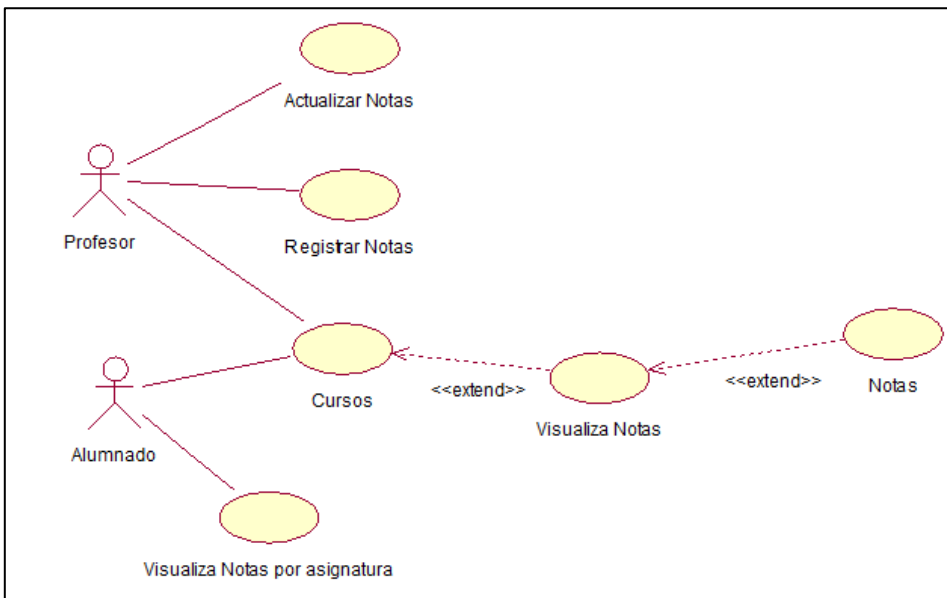 Actualizar Notas
Registrar Notas
Profesor
Cursos
<<extend>>
Visualiza Notas
<<extend>>
Notas
Alumnado
Visualiza Notas por asignatura